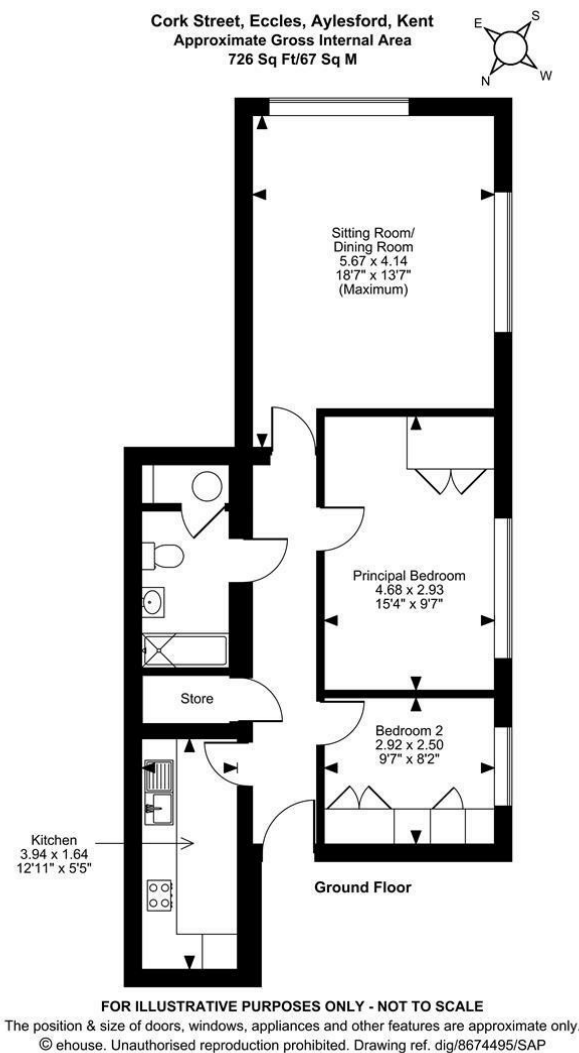 Cork Street, Eccles, Aylesford, Kent
Approximate Gross Internal Area
726 Sq Ft/67 Sq M
E
S
N
W
Sitting Room/
Dining Room
5.67 x 4.14
18'7" x 13'7"
(Maximum)
Principal Bedroom
4.68 x 2.93
15'4" x 9'7"
Store
Bedroom 2
2.92 x 2.50
9'7" x 8'2"
Kitchen
3.94 x 1.64
12'11" x 5'5"
Ground Floor
FOR ILLUSTRATIVE PURPOSES ONLY - NOT TO SCALE
The position & size of doors, windows, appliances and other features are approximate only.
© ehouse. Unauthorised reproduction prohibited. Drawing ref. dig/8674495/SAP